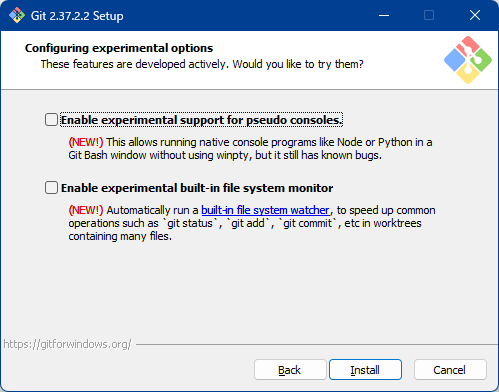 Git 2.37.2.2 Setup
Configuring experimental options
These features are developed actively. Would you like to try them?
Enable experimental support for pseudo consoles.
(NEW!) This allows running native console programs like Node or Python in a
Git Bash window without using winpty, but it still has known bugs.
Enable experimental built-in file system monitor
(NEW!) Automatically run a built-in file system watcher, to speed up common
operations such as `git status`, `git add`, `git commit`, etc in worktrees
containing many files.
https://gitforwindows.org/
Back Install Cancel